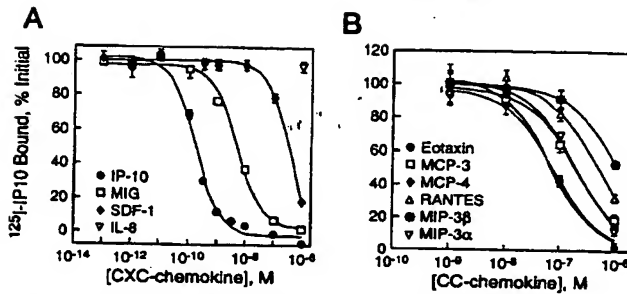 A
125I-IP10 Bound, % Initial
100
80
60
40
20
0
IP-10
MIG
SDF-1
IL-8
10-14 10-12 10-10 10-8 10-6
[CXC-chemokine], M
B
120
100
80
60
40
20
0
Eotaxin
MCP-3
MCP-4
RANTES
MIP-3β
MIP-3α
10-10 10-9 10-8 10-7 10-6
[CC-chemokine], M